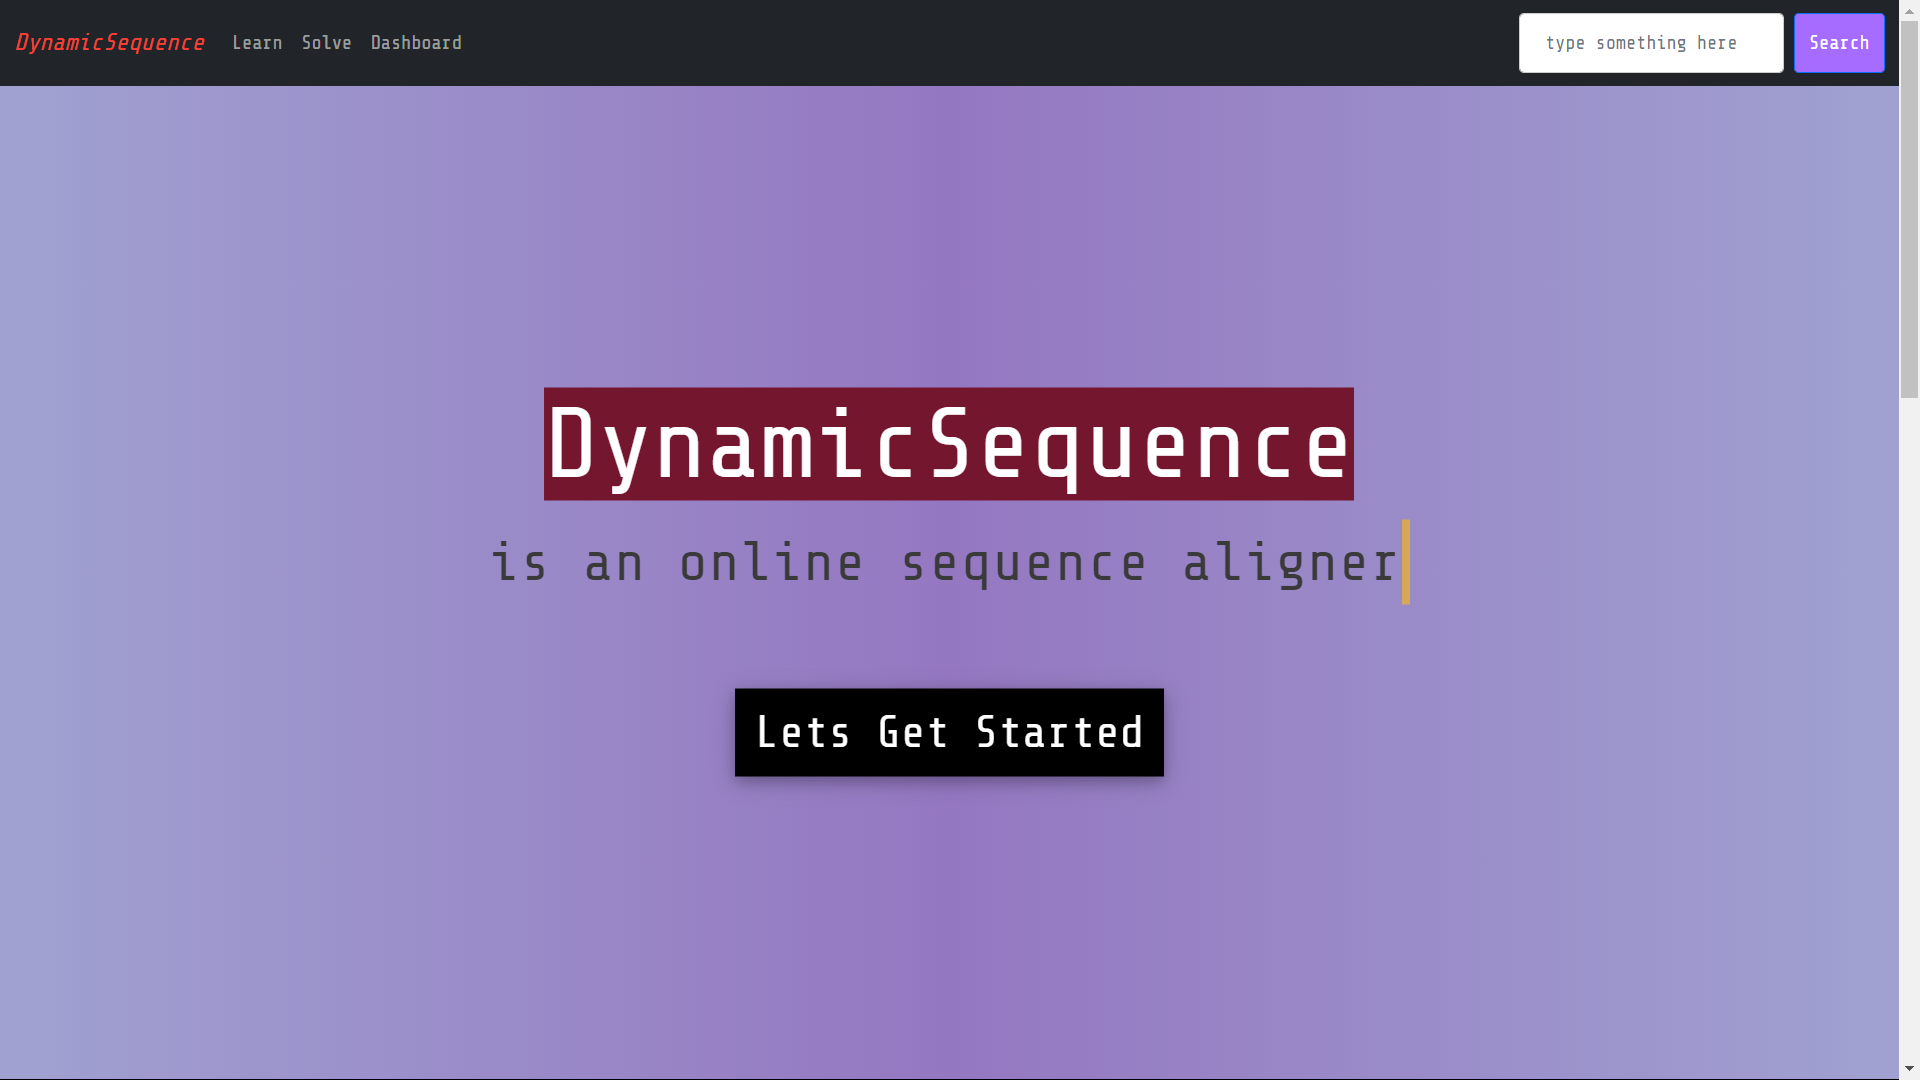 DynamicSequence Learn Solve Dashboard type something here Search
DynamicSequence
is an online sequence aligner
Lets Get Started